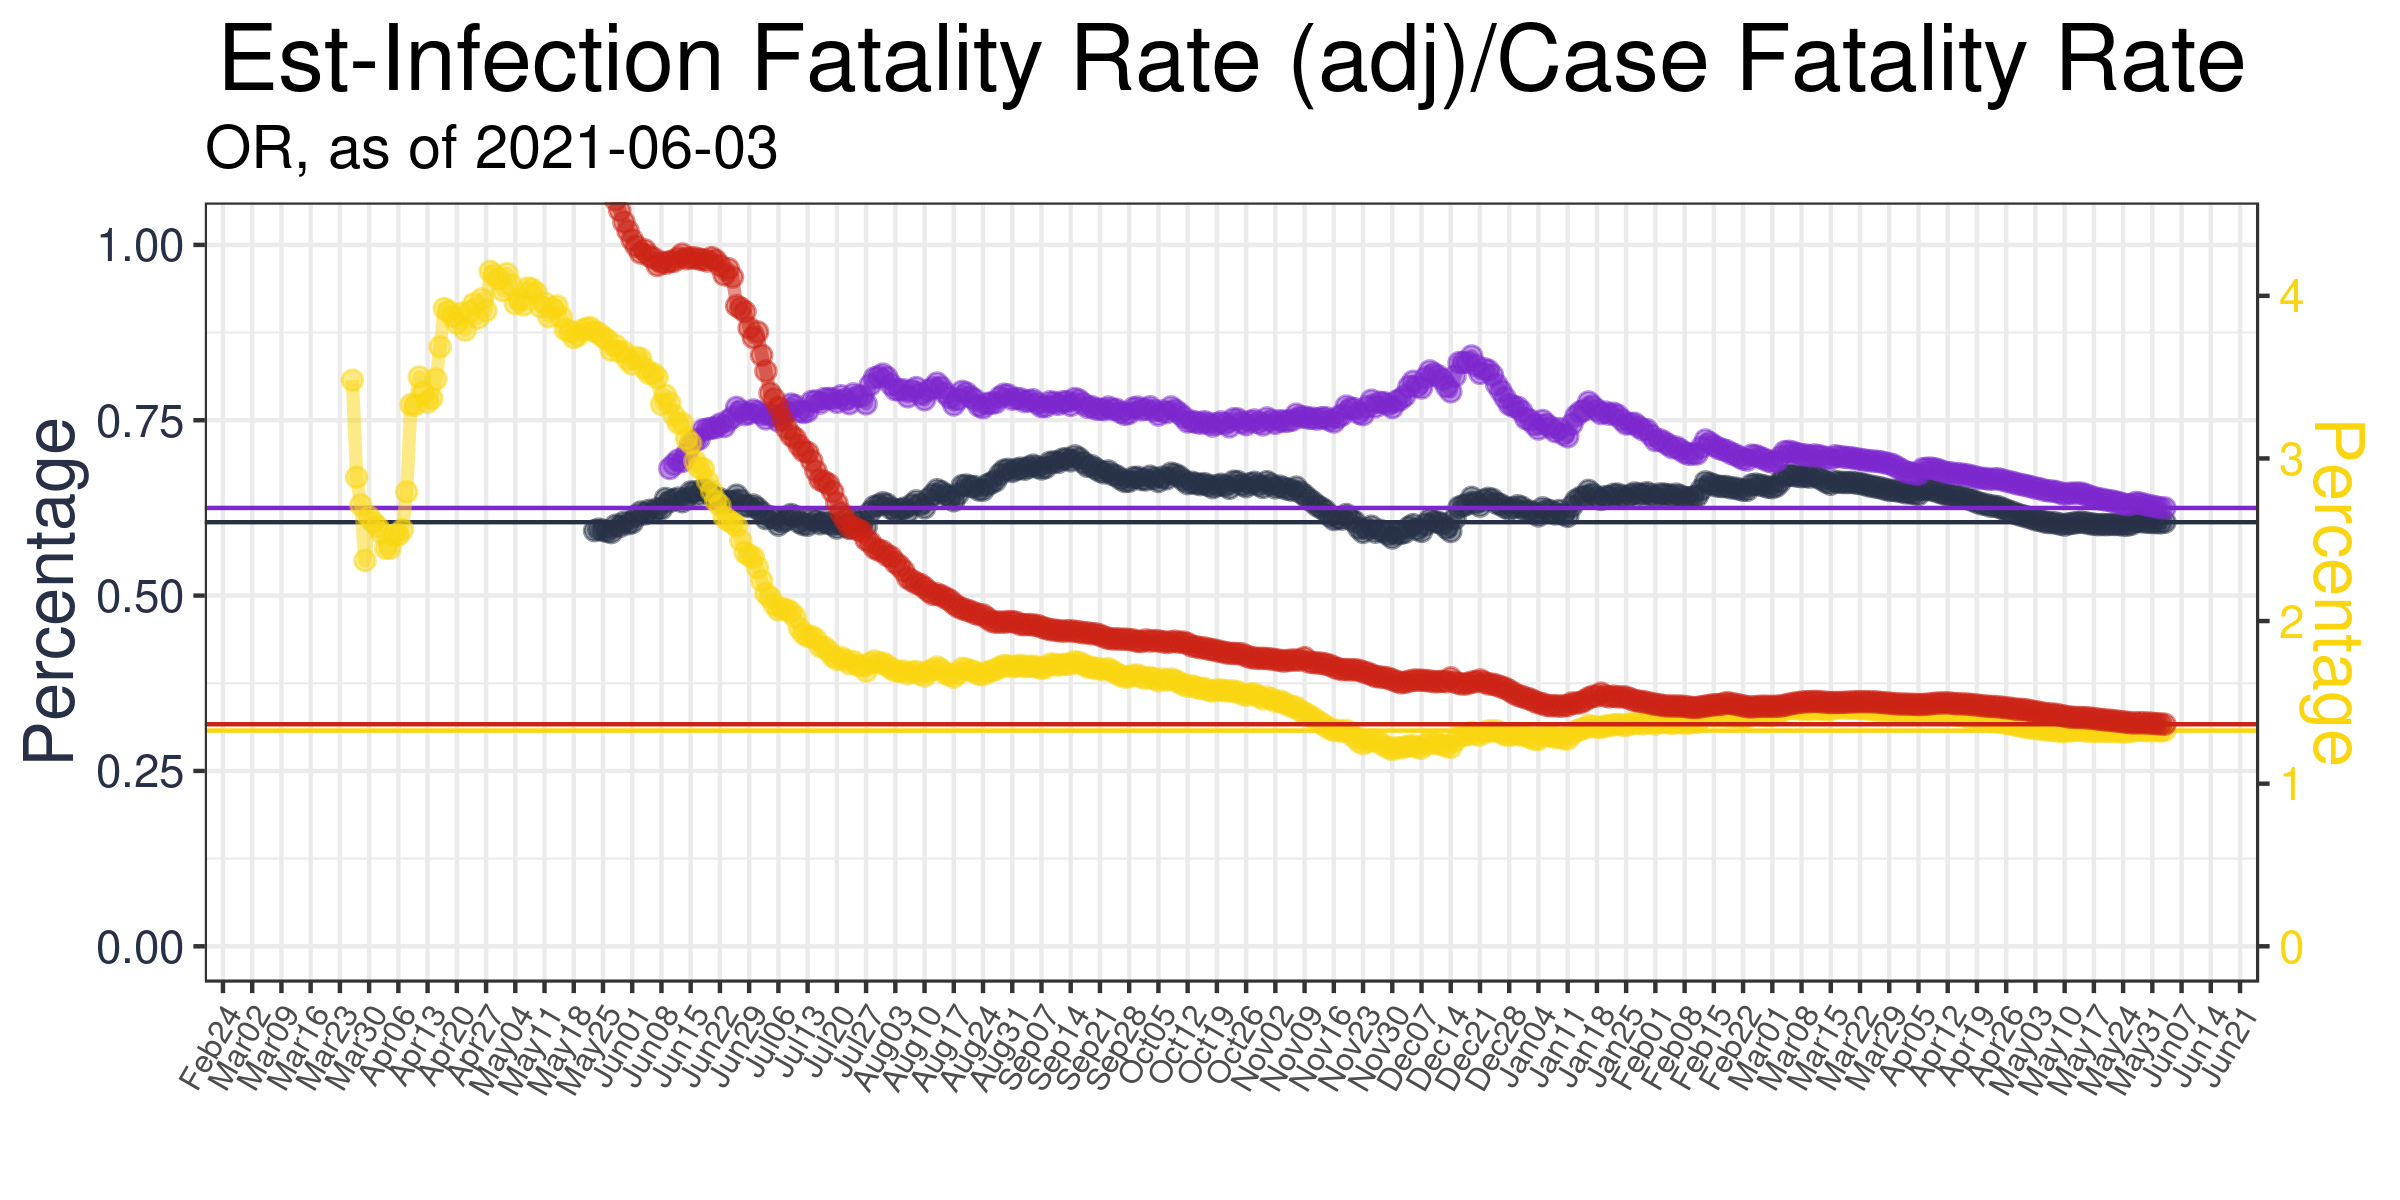 Est-Infection Fatality Rate (adj)/Case Fatality Rate
OR, as of 2021-06-03
Percentage
1.00
0.75
0.50
0.25
0.00
4
3
2
1
0
Percentage
Feb24
Mar02
Mar09
Mar16
Mar23
Mar30
Apr06
Apr13
Apr20
Apr27
May04
May11
May18
May25
Jun01
Jun08
Jun15
Jun22
Jun29
Jul06
Jul13
Jul20
Jul27
Aug03
Aug10
Aug17
Aug24
Aug31
Sep07
Sep14
Sep21
Sep28
Oct05
Oct12
Oct19
Oct26
Nov02
Nov09
Nov16
Nov23
Nov30
Dec07
Dec14
Dec21
Dec28
Jan04
Jan11
Jan18
Jan25
Feb01
Feb08
Feb15
Feb22
Mar01
Mar08
Mar15
Mar22
Mar29
Apr05
Apr12
Apr19
Apr26
May03
May10
May17
May24
May31
Jun07
Jun14
Jun21